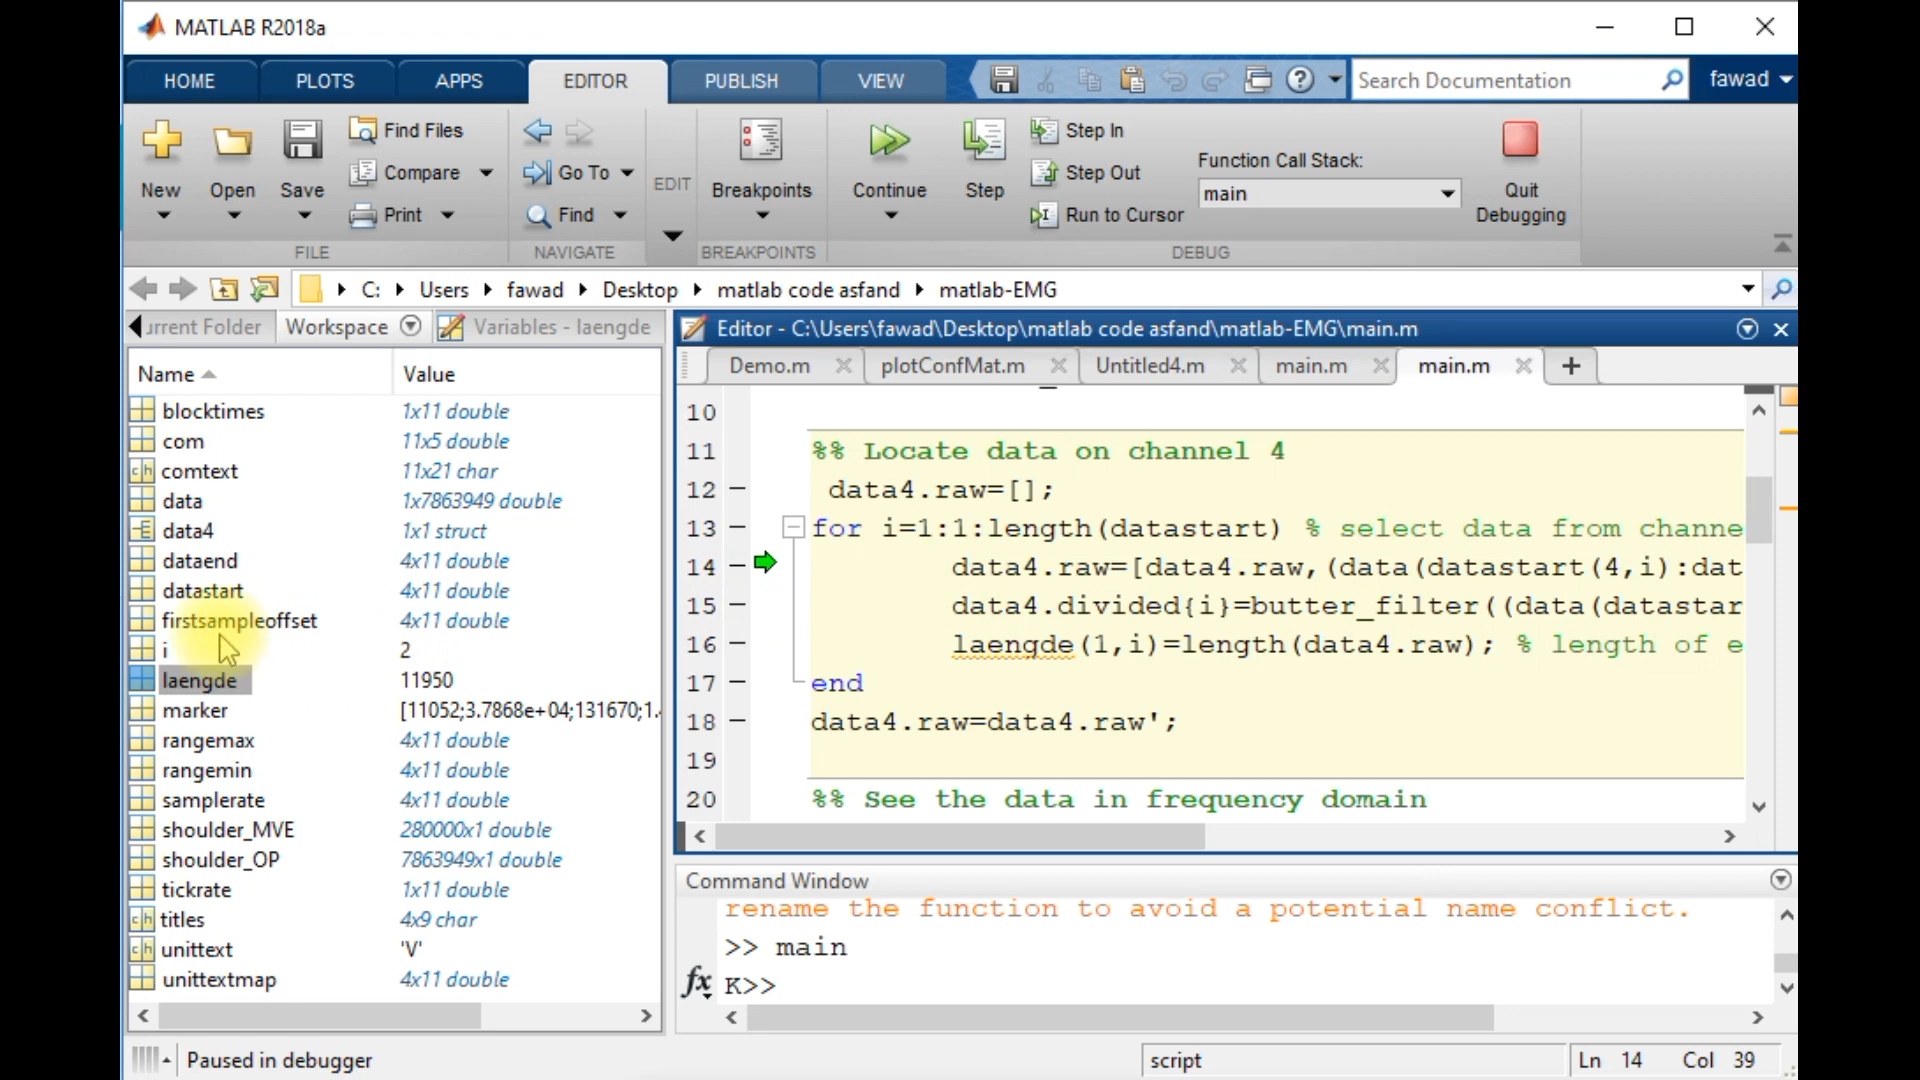 MATLAB R2018a
HOME PLOTS APPS EDITOR PUBLISH VIEW Search Documentation fawad
New Open Save Find Files Compare Print
FILE
Go To Find
NAVIGATE
EDIT
Breakpoints
BREAKPOINTS
Continue Step Step In Step Out Run to Cursor
Function Call Stack:
main
Quit Debugging
DEBUG
C: Users fawad Desktop matlab code asfand matlab-EMG
urrent Folder Workspace Variables - laengde
Name Value
blocktimes 1x11 double
com 11x5 double
comtext 11x21 char
data 1x7863949 double
data4 1x1 struct
dataend 4x11 double
datastart 4x11 double
firstsampleoffset 4x11 double
i 2
laengde 11950
marker [11052;3.7868e+04;131670;1.
rangemax 4x11 double
rangemin 4x11 double
samplerate 4x11 double
shoulder_MVE 280000x1 double
shoulder_OP 7863949x1 double
tickrate 1x11 double
titles 4x9 char
unittext 'V'
unittextmap 4x11 double
Editor - C:\Users\fawad\Desktop\matlab code asfand\matlab-EMG\main.m
Demo.m plotConfMat.m Untitled4.m main.m main.m
10
11 %% Locate data on channel 4
12 data4.raw=[];
13 for i=1:1:length(datastart) % select data from channe
14 data4.raw=[data4.raw,(data(datastart(4,i):dat
15 data4.divided{i}=butter_filter((data(datastar
16 laengde(1,i)=length(data4.raw); % length of e
17 end
18 data4.raw=data4.raw';
19
20 %% See the data in frequency domain
Command Window
rename the function to avoid a potential name conflict.
>> main
fx K>>
Paused in debugger script Ln 14 Col 39